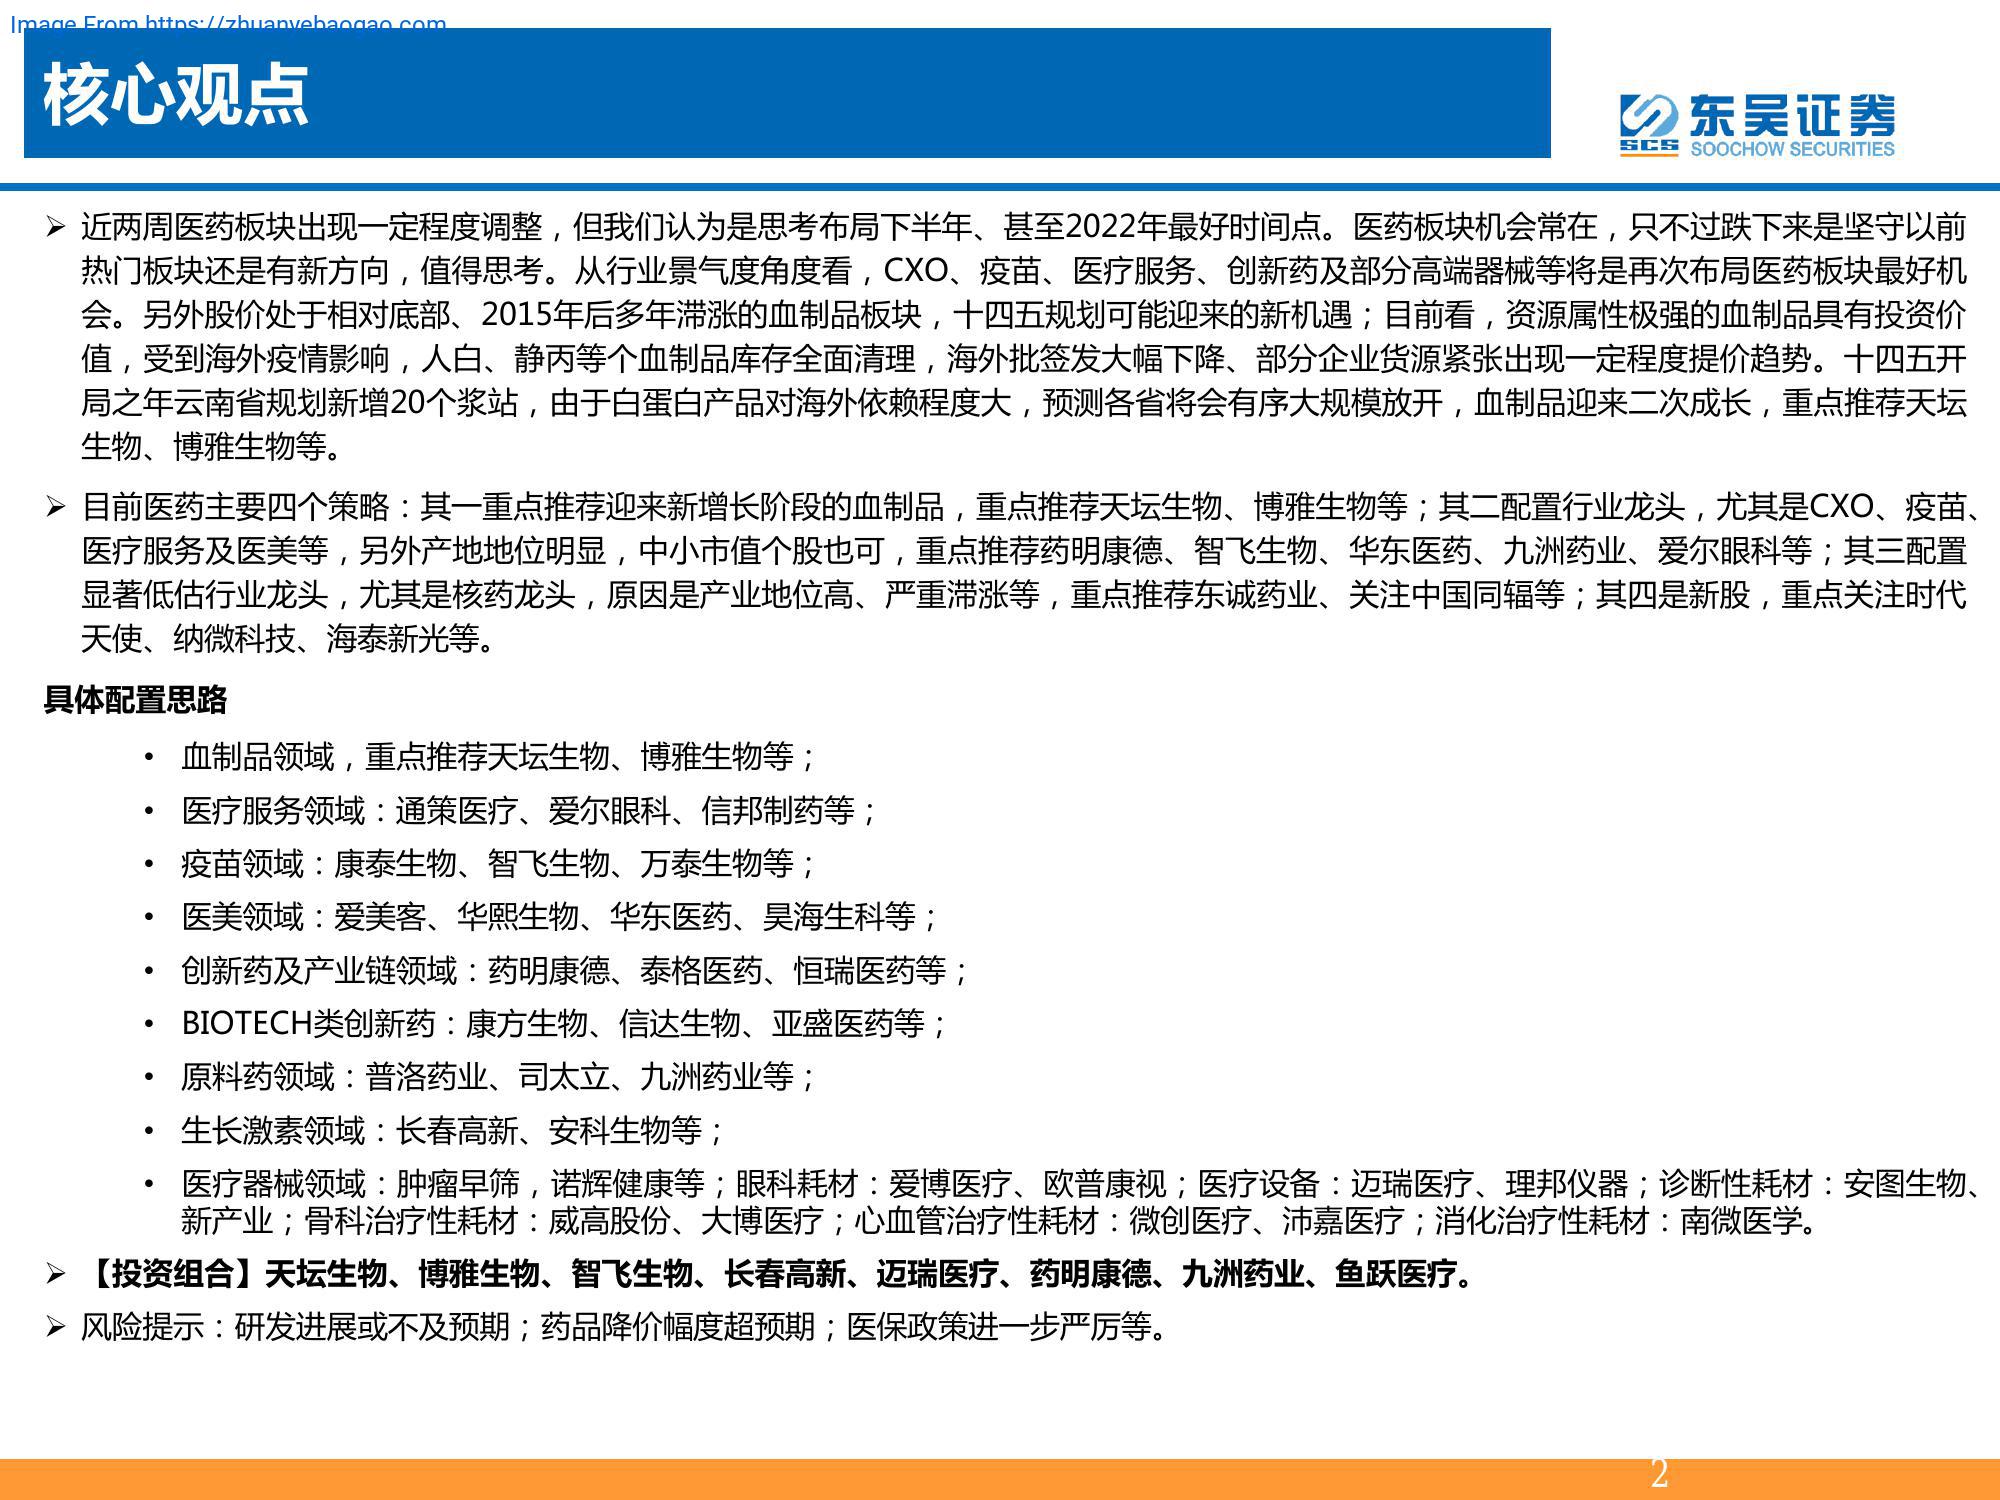 Image From https://zhuanyebaogao.com
核心观点
东吴证券
SCS
SOOCHOW SECURITIES
➢ 近两周医药板块出现一定程度调整，但我们认为是思考布局下半年、甚至2022年最好时间点。医药板块机会常在，只不过跌下来是坚守以前
热门板块还是有新方向，值得思考。从行业景气度角度看，CXO、疫苗、医疗服务、创新药及部分高端器械等将是再次布局医药板块最好机
会。另外股价处于相对底部、2015年后多年滞涨的血制品板块，十四五规划可能迎来的新机遇；目前看，资源属性极强的血制品具有投资价
值，受到海外疫情影响，人白、静丙等个血制品库存全面清理，海外批签发大幅下降、部分企业货源紧张出现一定程度提价趋势。十四五开
局之年云南省规划新增20个浆站，由于白蛋白产品对海外依赖程度大，预测各省将会有序大规模放开，血制品迎来二次成长，重点推荐天坛
生物、博雅生物等。
➢ 目前医药主要四个策略：其一重点推荐迎来新增长阶段的血制品，重点推荐天坛生物、博雅生物等；其二配置行业龙头，尤其是CXO、疫苗、
医疗服务及医美等，另外产地地位明显，中小市值个股也可，重点推荐药明康德、智飞生物、华东医药、九洲药业、爱尔眼科等；其三配置
显著低估行业龙头，尤其是核药龙头，原因是产业地位高、严重滞涨等，重点推荐东诚药业、关注中国同辐等；其四是新股，重点关注时代
天使、纳微科技、海泰新光等。
具体配置思路
• 血制品领域，重点推荐天坛生物、博雅生物等；
• 医疗服务领域：通策医疗、爱尔眼科、信邦制药等；
• 疫苗领域：康泰生物、智飞生物、万泰生物等；
• 医美领域：爱美客、华熙生物、华东医药、昊海生科等；
• 创新药及产业链领域：药明康德、泰格医药、恒瑞医药等；
• BIOTECH类创新药：康方生物、信达生物、亚盛医药等；
• 原料药领域：普洛药业、司太立、九洲药业等；
• 生长激素领域：长春高新、安科生物等；
• 医疗器械领域：肿瘤早筛，诺辉健康等；眼科耗材：爱博医疗、欧普康视；医疗设备：迈瑞医疗、理邦仪器；诊断性耗材：安图生物、
新产业；骨科治疗性耗材：威高股份、大博医疗；心血管治疗性耗材：微创医疗、沛嘉医疗；消化治疗性耗材：南微医学。
➢ 【投资组合】天坛生物、博雅生物、智飞生物、长春高新、迈瑞医疗、药明康德、九洲药业、鱼跃医疗。
➢ 风险提示：研发进展或不及预期；药品降价幅度超预期；医保政策进一步严厉等。
2